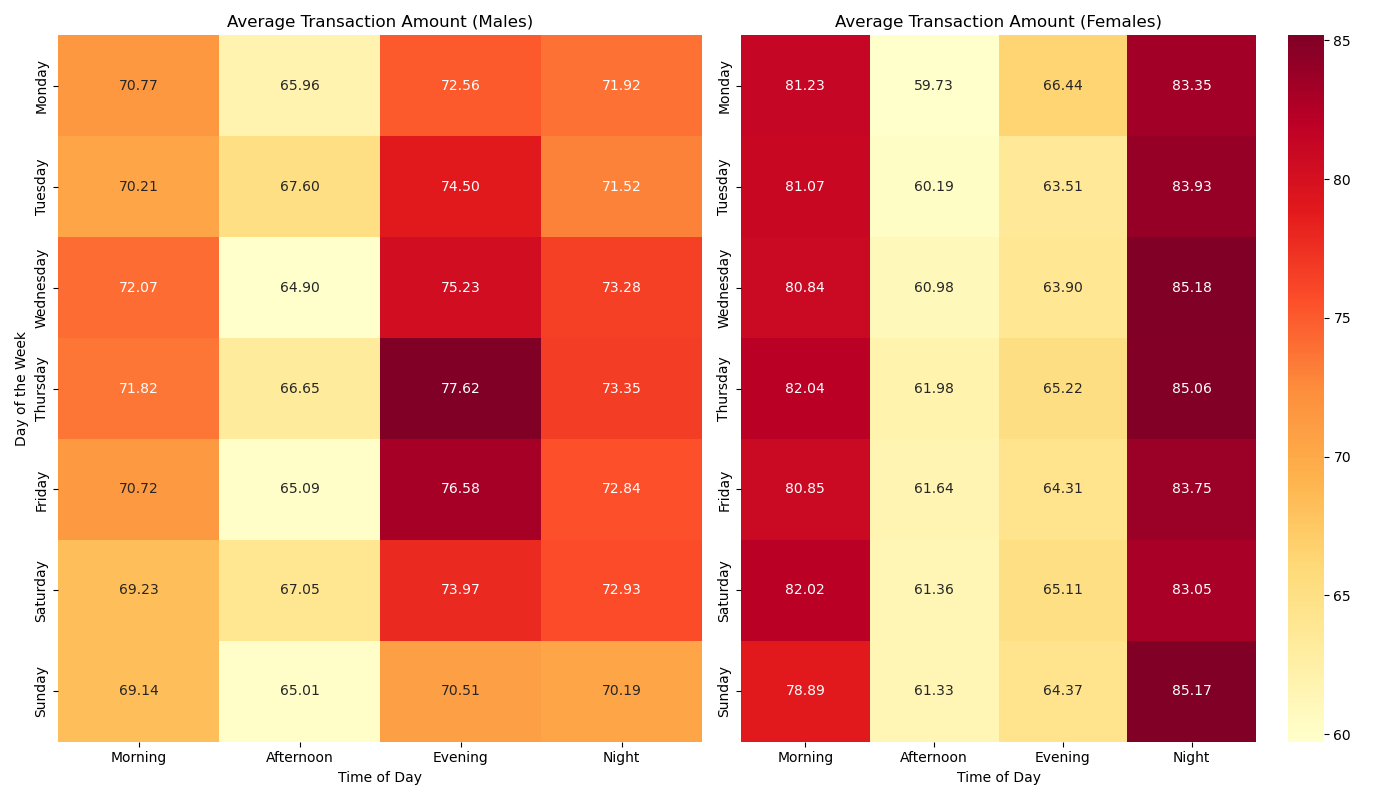 Average Transaction Amount (Males)
Day of the Week
Monday 70.77 65.96 72.56 71.92
Tuesday 70.21 67.60 74.50 71.52
Wednesday 72.07 64.90 75.23 73.28
Thursday 71.82 66.65 77.62 73.35
Friday 70.72 65.09 76.58 72.84
Saturday 69.23 67.05 73.97 72.93
Sunday 69.14 65.01 70.51 70.19
Morning Afternoon Evening Night
Time of Day
Average Transaction Amount (Females)
Monday 81.23 59.73 66.44 83.35
Tuesday 81.07 60.19 63.51 83.93
Wednesday 80.84 60.98 63.90 85.18
Thursday 82.04 61.98 65.22 85.06
Friday 80.85 61.64 64.31 83.75
Saturday 82.02 61.36 65.11 83.05
Sunday 78.89 61.33 64.37 85.17
Morning Afternoon Evening Night
Time of Day
85
80
75
70
65
60